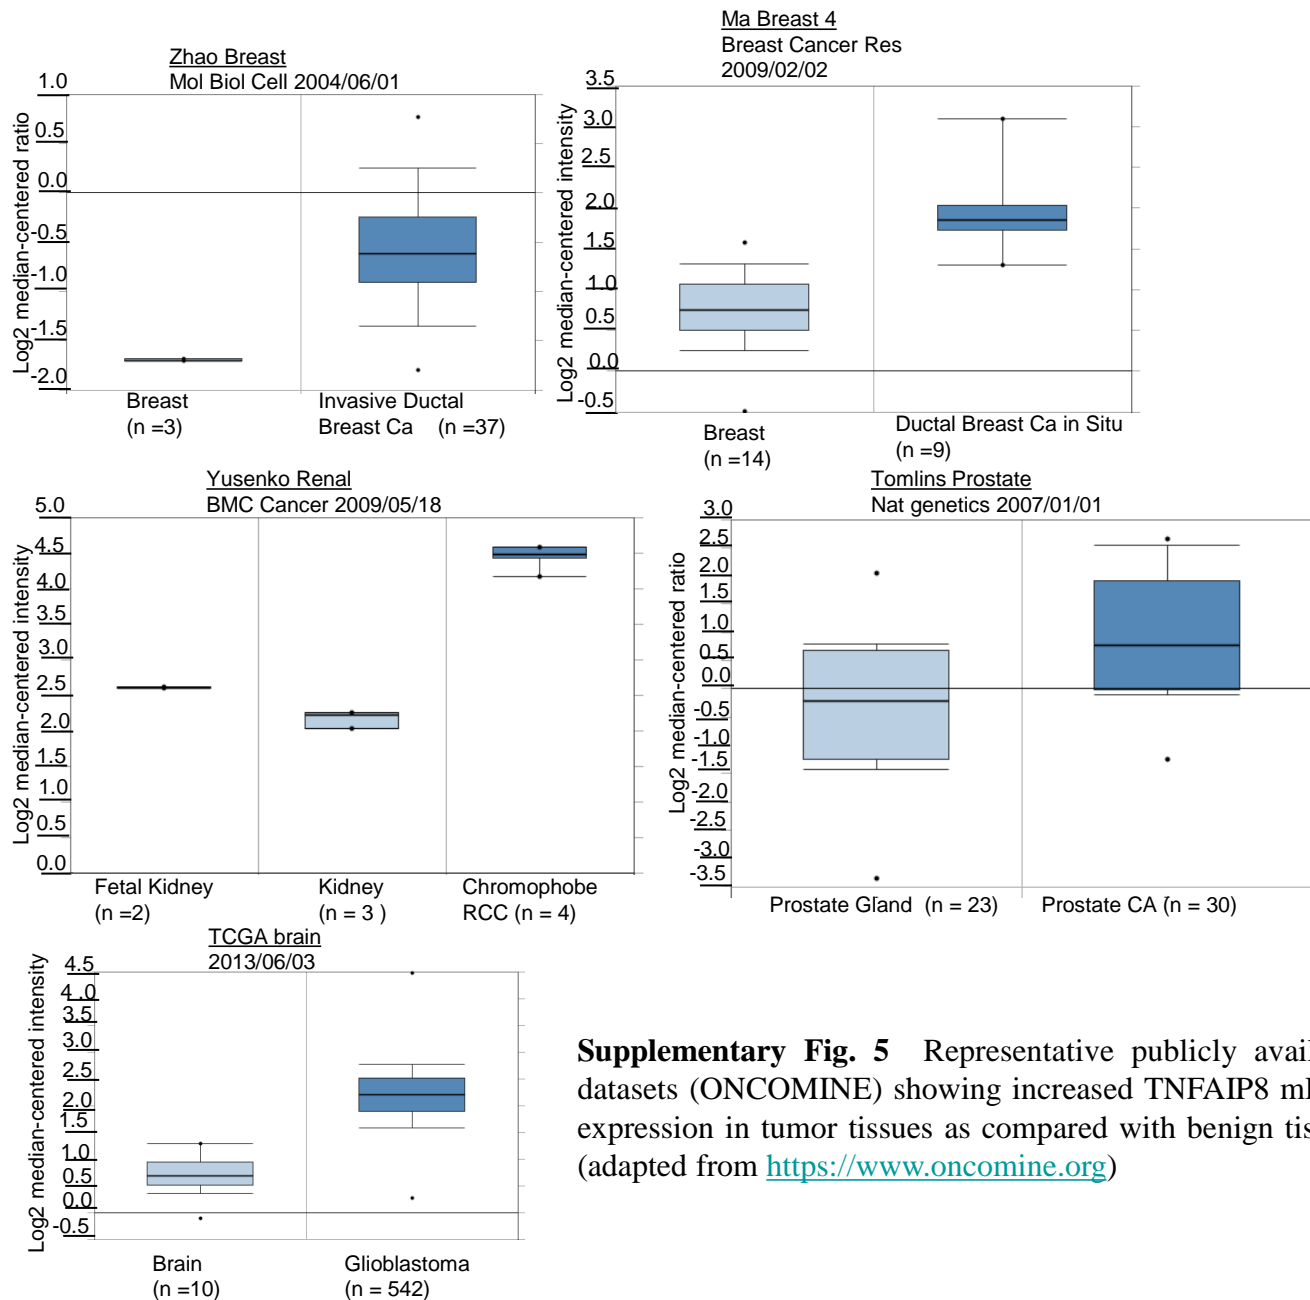 Zhao Breast
Mol Biol Cell 2004/06/01
Log2 median-centered ratio
1.0
0.5
0.0
-0.5
-1.0
-1.5
-2.0
Breast
(n =3)
Invasive Ductal
Breast Ca (n =37)
Ma Breast 4
Breast Cancer Res
2009/02/02
Log2 median-centered intensity
3.5
3.0
2.5
2.0
1.5
1.0
0.5
0.0
-0.5
Breast
(n =14)
Ductal Breast Ca in Situ
(n =9)
Yusenko Renal
BMC Cancer 2009/05/18
Log2 median-centered intensity
5.0
4.5
4.0
3.5
3.0
2.5
2.0
1.5
1.0
0.5
0.0
Fetal Kidney
(n =2)
Kidney
(n = 3 )
Chromophobe
RCC (n = 4)
Tomlins Prostate
Nat genetics 2007/01/01
Log2 median-centered ratio
3.0
2.5
2.0
1.5
1.0
0.5
0.0
-0.5
-1.0
-1.5
-2.0
-2.5
-3.0
-3.5
Prostate Gland (n = 23)
Prostate CA (n = 30)
TCGA brain
2013/06/03
Log2 median-centered intensity
4.5
4 .0
3.5
3.0
2.5
2.0
1.5
1.0
0.5
0.0
-0.5
Brain
(n =10)
Glioblastoma
(n = 542)
Supplementary Fig. 5 Representative publicly avail
datasets (ONCOMINE) showing increased TNFAIP8 
expression in tumor tissues as compared with benign tis
(adapted from https://www.oncomine.org)